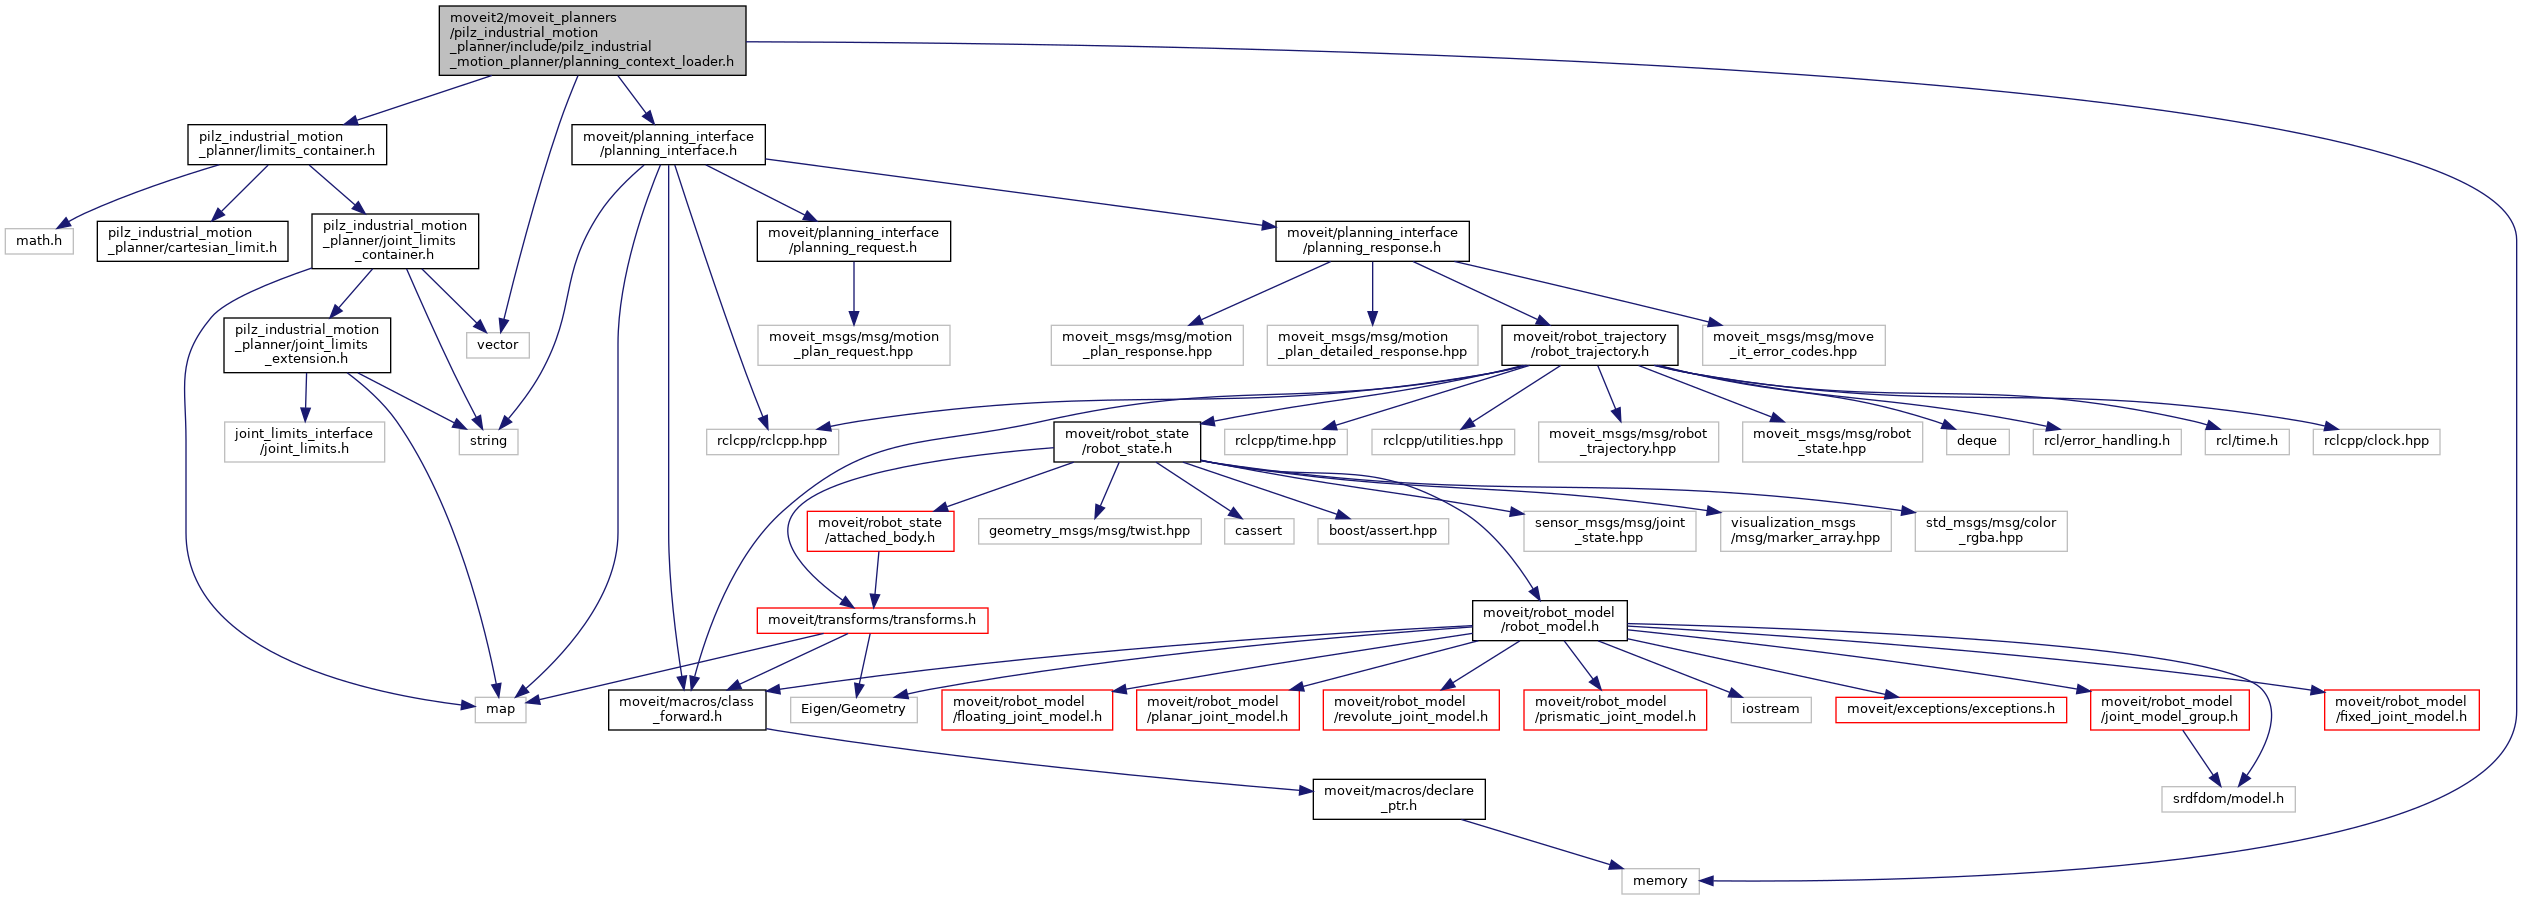 moveit2/moveit_planners
/pilz_industrial_motion
_planner/include/pilz_industrial
_motion_planner/planning_context_loader.h
pilz_industrial_motion
_planner/limits_container.h
moveit/planning_interface
/planning_interface.h
math.h
pilz_industrial_motion
_planner/cartesian_limit.h
pilz_industrial_motion
_planner/joint_limits
_container.h
moveit/planning_interface
/planning_request.h
moveit/planning_interface
/planning_response.h
pilz_industrial_motion
_planner/joint_limits
_extension.h
vector
moveit_msgs/msg/motion
_plan_request.hpp
moveit_msgs/msg/motion
_plan_response.hpp
moveit_msgs/msg/motion
_plan_detailed_response.hpp
moveit/robot_trajectory
/robot_trajectory.h
moveit_msgs/msg/move
_it_error_codes.hpp
joint_limits_interface
/joint_limits.h
string
rclcpp/rclcpp.hpp
moveit/robot_state
/robot_state.h
rclcpp/time.hpp
rclcpp/utilities.hpp
moveit_msgs/msg/robot
_trajectory.hpp
moveit_msgs/msg/robot
_state.hpp
deque
rcl/error_handling.h
rcl/time.h
rclcpp/clock.hpp
moveit/robot_state
/attached_body.h
geometry_msgs/msg/twist.hpp
cassert
boost/assert.hpp
sensor_msgs/msg/joint
_state.hpp
visualization_msgs
/msg/marker_array.hpp
std_msgs/msg/color
_rgba.hpp
moveit/transforms/transforms.h
moveit/robot_model
/robot_model.h
map
moveit/macros/class
_forward.h
Eigen/Geometry
moveit/robot_model
/floating_joint_model.h
moveit/robot_model
/planar_joint_model.h
moveit/robot_model
/revolute_joint_model.h
moveit/robot_model
/prismatic_joint_model.h
iostream
moveit/exceptions/exceptions.h
moveit/robot_model
/joint_model_group.h
moveit/robot_model
/fixed_joint_model.h
moveit/macros/declare
_ptr.h
srdfdom/model.h
memory